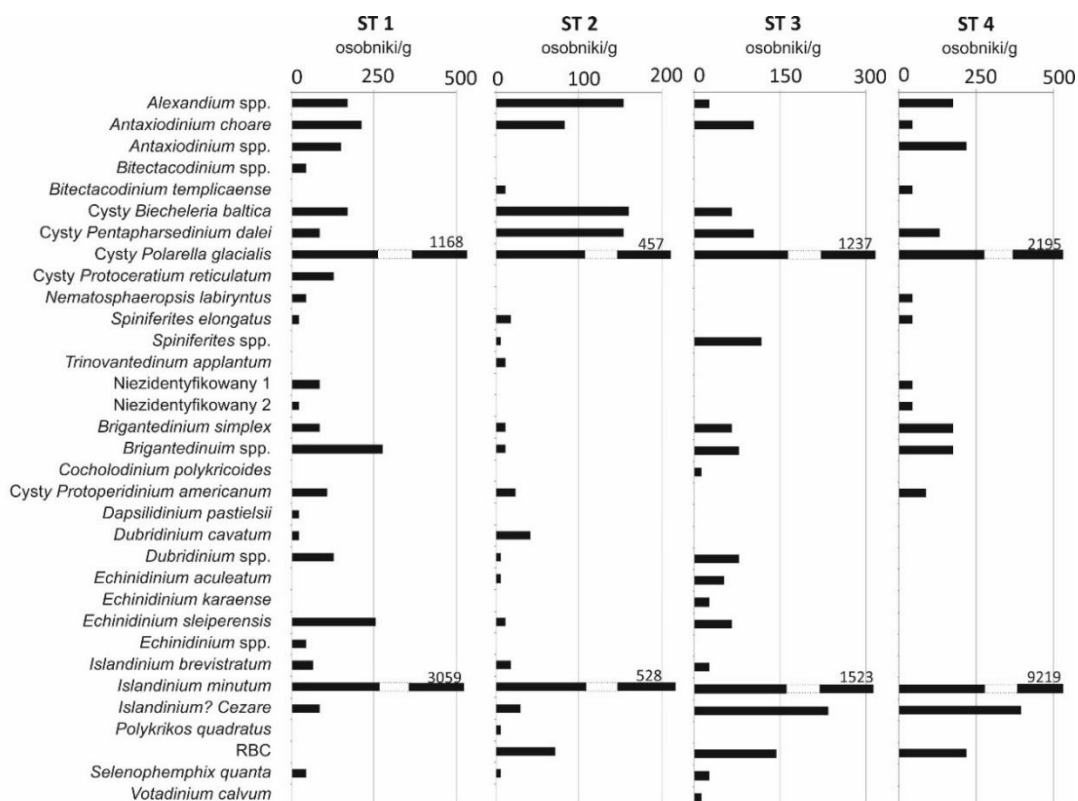 ST 1 ST 2 ST 3 ST 4
osobniki/g osobniki/g osobniki/g osobniki/g
0 250 500 0 100 200 0 150 300 0 250 500
Alexandium spp.
Antaxiodinium choare
Antaxiodinium spp.
Bitectacodinium spp.
Bitectacodinium templicaense
Cysty Biecheleria baltica
Cysty Pentapharsedinium dalei
Cysty Polarella glacialis 1168 457 1237 2195
Cysty Protoceratium reticulatum
Nematosphaeropsis labiryntus
Spiniferites elongatus
Spiniferites spp.
Trinovantedinum applantum
Niezidentyfikowany 1
Niezidentyfikowany 2
Brigantedinium simplex
Brigantedinuim spp.
Cocholodinium polykricoides
Cysty Protoperidinium americanum
Dapsilidinium pastielsii
Dubridinium cavatum
Dubridinium spp.
Echinidinium aculeatum
Echinidinium karaense
Echinidinium sleiperensis
Echinidinium spp.
Islandinium brevistratum
Islandinium minutum 3059 528 1523 9219
Islandinium? Cezare
Polykrikos quadratus
RBC
Selenophemphix quanta
Votadinium calvum